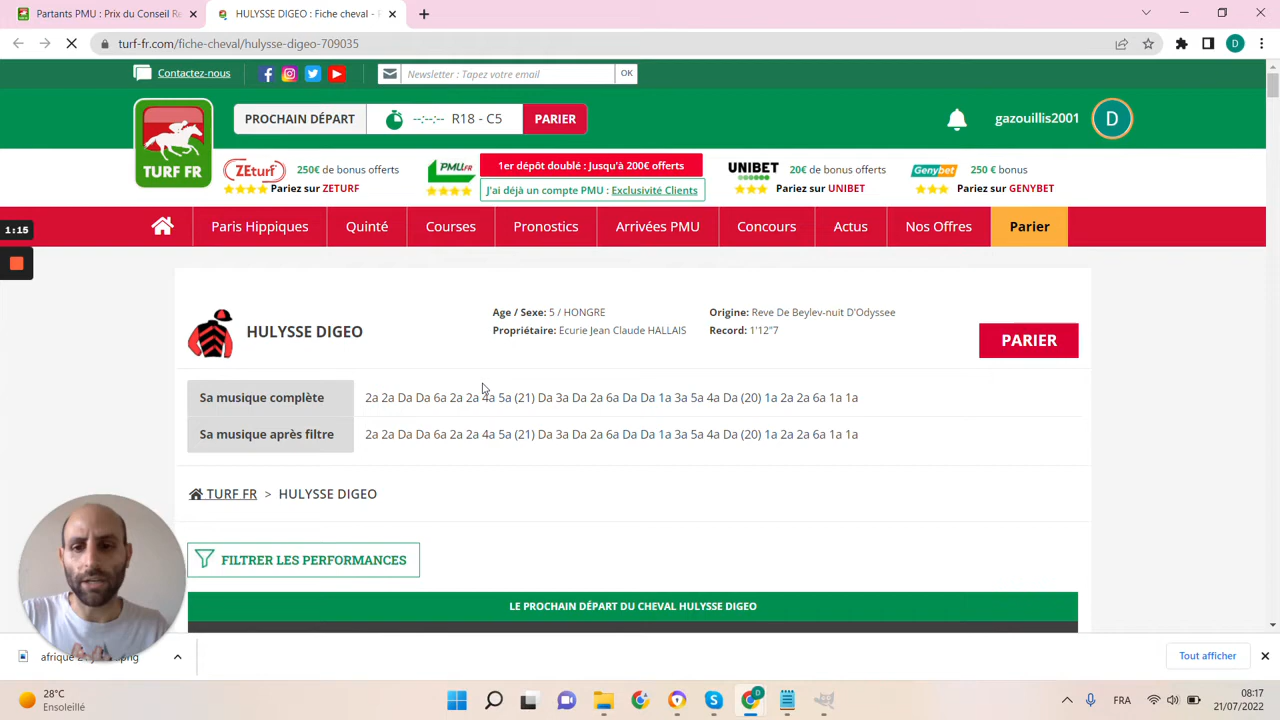 Partants PMU : Prix du Conseil Re
HULYSSE DIGEO : Fiche cheval -
turf-fr.com/fiche-cheval/hulysse-digeo-709035
D
Contactez-nous
Newsletter : Tapez votre email
OK
TURF FR
PROCHAIN DÉPART
--:--:-- R18 - C5
PARIER
gazouillis2001
D
ZEturf
250€ de bonus offerts
Pariez sur ZETURF
PMU.FR
1er dépôt doublé : Jusqu'à 200€ offerts
J'ai déjà un compte PMU : Exclusivité Clients
UNIBET
20€ de bonus offerts
Pariez sur UNIBET
Genybet
250 € bonus
Pariez sur GENYBET
1:15
Paris Hippiques
Quinté
Courses
Pronostics
Arrivées PMU
Concours
Actus
Nos Offres
Parier
HULYSSE DIGEO
Age / Sexe: 5 / HONGRE
Propriétaire: Ecurie Jean Claude HALLAIS
Origine: Reve De Beylev-nuit D'Odyssee
Record: 1'12"7
PARIER
Sa musique complète
2a 2a Da Da 6a 2a 2a 4a 5a (21) Da 3a Da 2a 6a Da Da 1a 3a 5a 4a Da (20) 1a 2a 2a 6a 1a 1a
Sa musique après filtre
2a 2a Da Da 6a 2a 2a 4a 5a (21) Da 3a Da 2a 6a Da Da 1a 3a 5a 4a Da (20) 1a 2a 2a 6a 1a 1a
TURF FR > HULYSSE DIGEO
FILTRER LES PERFORMANCES
LE PROCHAIN DÉPART DU CHEVAL HULYSSE DIGEO
Tout afficher
28°C
Ensoleillé
D
FRA
08:17
21/07/2022